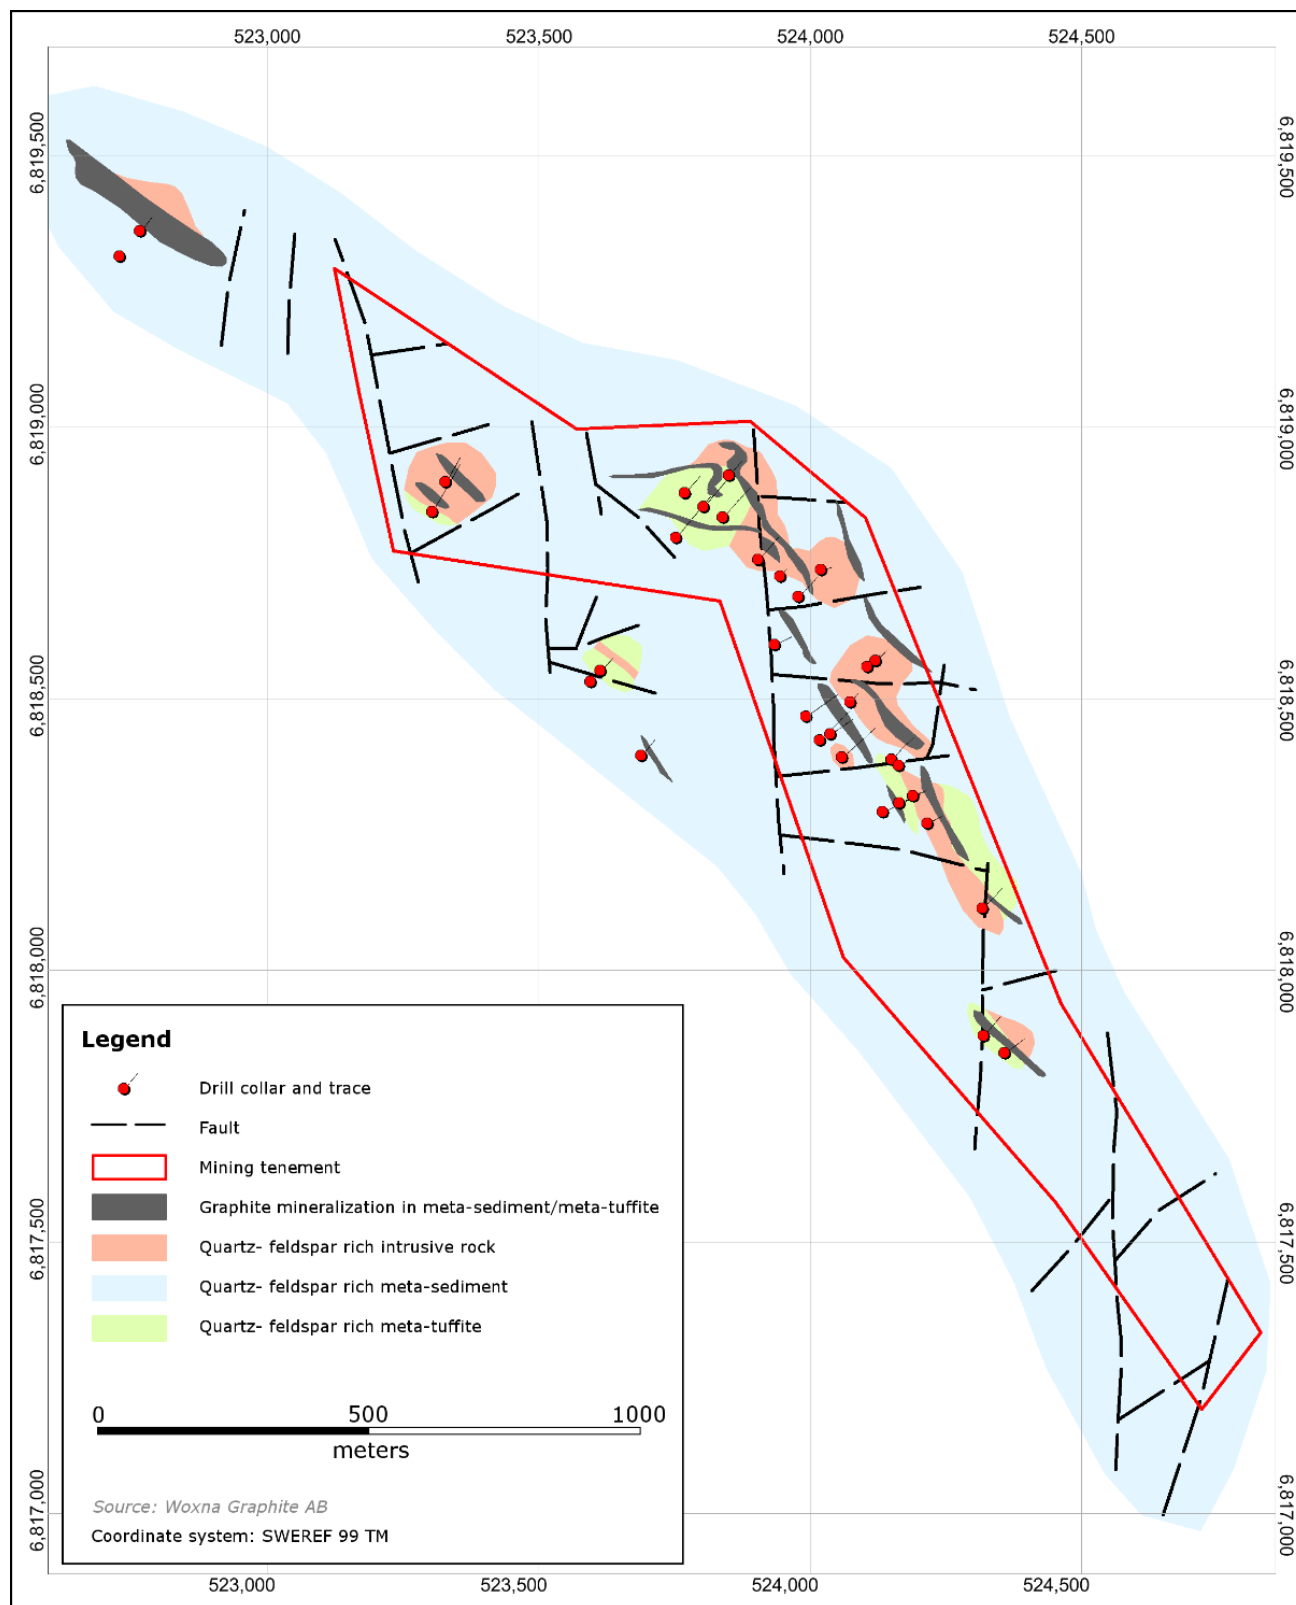 523,000 523,500 524,000 524,500
6,819,500 6,819,500
6,819,000 6,819,000
6,818,500 6,818,500
6,818,000 6,818,000
Legend
Drill collar and trace
Fault
Mining tenement
Graphite mineralization in meta-sediment/meta-tuffite
Quartz- feldspar rich intrusive rock
6,817,500 6,817,500
Quartz- feldspar rich meta-sediment
Quartz- feldspar rich meta-tuffite
0 500 1000
meters
Source: Woxna Graphite AB
6,817,000 6,817,000
Coordinate system: SWEREF 99 TM
523,000 523,500 524,000 524,500